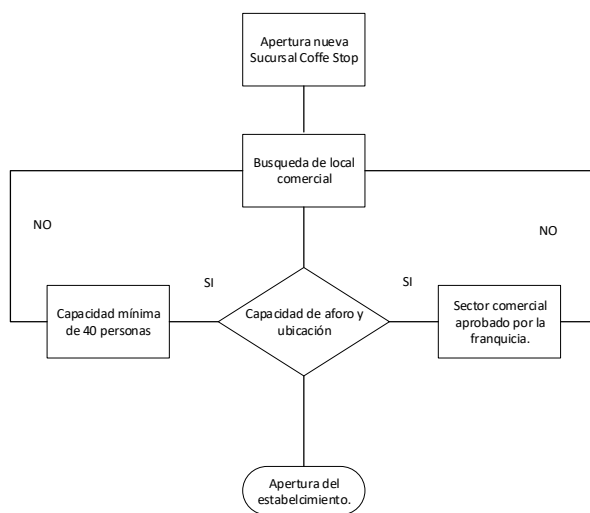 Apertura nueva
Sucursal Coffe Stop
Busqueda de local
comercial
NO
NO
SI
SI
Capacidad mínima
de 40 personas
Capacidad de aforo y
ubicación
Sector comercial
aprobado por la
franquicia.
Apertura del
estabelcimiento.